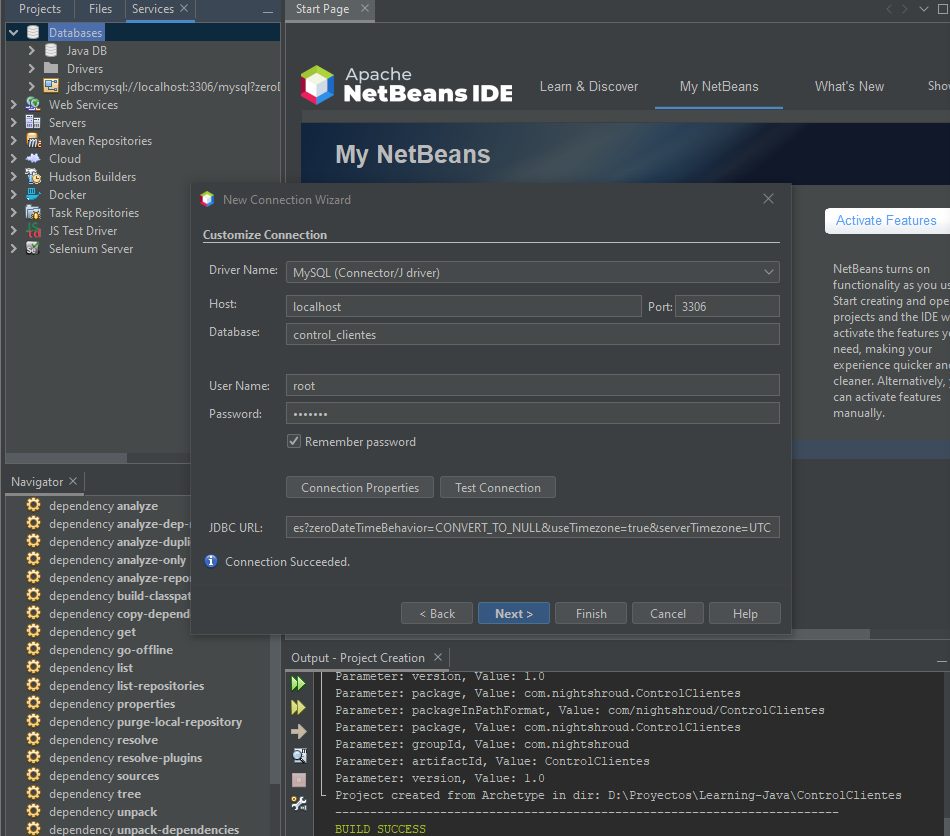 Projects Files Services
Databases
Java DB
Drivers
jdbc:mysql://localhost:3306/mysql?zeroD
Web Services
Servers
Maven Repositories
Cloud
Hudson Builders
Docker
Task Repositories
JS Test Driver
Selenium Server
Start Page
Apache
NetBeans IDE
Learn & Discover My NetBeans What's New Show
My NetBeans
Activate Features
NetBeans turns on
functionality as you us
Start creating and ope
projects and the IDE w
activate the features yo
need, making your
experience quicker and
cleaner. Alternatively, y
can activate features
manually.
New Connection Wizard
Customize Connection
Driver Name: MySQL (Connector/J driver)
Host: localhost Port: 3306
Database: control_clientes
User Name: root
Password: •••••••
Remember password
Connection Properties Test Connection
JDBC URL: es?zeroDateTimeBehavior=CONVERT_TO_NULL&useTimezone=true&serverTimezone=UTC
Connection Succeeded.
< Back Next > Finish Cancel Help
Navigator
dependency analyze
dependency analyze-dep-
dependency analyze-dupli
dependency analyze-only
dependency analyze-repor
dependency build-classpat
dependency copy-depend
dependency get
dependency go-offline
dependency list
dependency list-repositories
dependency properties
dependency purge-local-repository
dependency resolve
dependency resolve-plugins
dependency sources
dependency tree
dependency unpack
dependency unpack-dependencies
Output - Project Creation
Parameter: version, Value: 1.0
Parameter: package, Value: com.nightshroud.ControlClientes
Parameter: packageInPathFormat, Value: com/nightshroud/ControlClientes
Parameter: package, Value: com.nightshroud.ControlClientes
Parameter: groupId, Value: com.nightshroud
Parameter: artifactId, Value: ControlClientes
Parameter: version, Value: 1.0
Project created from Archetype in dir: D:\Proyectos\Learning-Java\ControlClientes
------------------------------------------------------------------------
BUILD SUCCESS